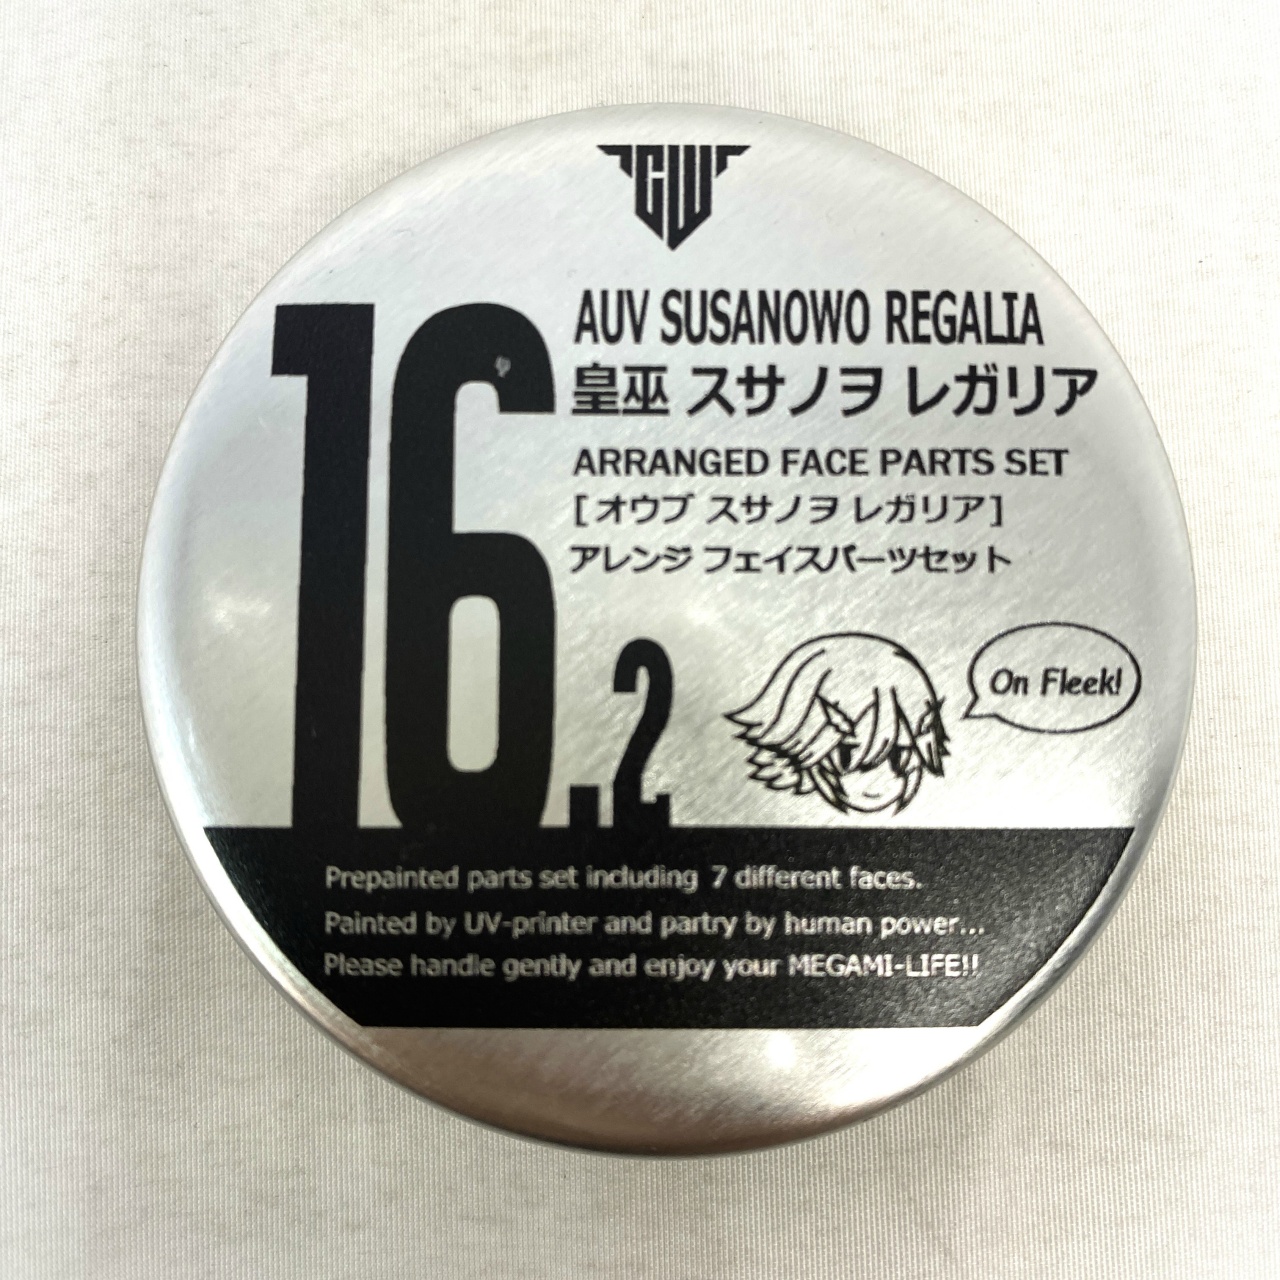 CW
16.2
AUV SUSANOWO REGALIA
皇巫 スサノヲ レガリア
ARRANGED FACE PARTS SET
[オウブ スサノヲ レガリア]
アレンジ フェイスパーツセット
On Fleek!
Prepainted parts set including 7 different faces.
Painted by UV-printer and partry by human power...
Please handle gently and enjoy your MEGAMI-LIFE!!